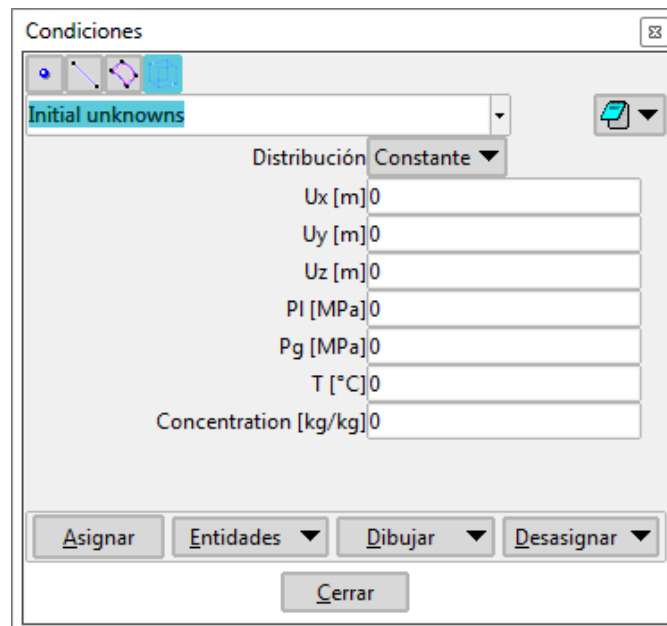 Condiciones
Initial unknowns
Distribución Constante
Ux [m] 0
Uy [m] 0
Uz [m] 0
Pl [MPa] 0
Pg [MPa] 0
T [°C] 0
Concentration [kg/kg] 0
Asignar Entidades Dibujar Desasignar
Cerrar